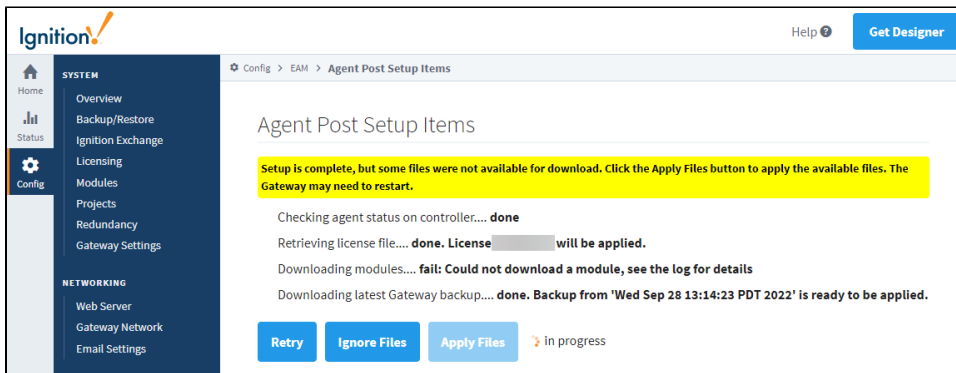 Ignition!
Help ?
Get Designer
Home
Status
Config
SYSTEM
Overview
Backup/Restore
Ignition Exchange
Licensing
Modules
Projects
Redundancy
Gateway Settings
NETWORKING
Web Server
Gateway Network
Email Settings
Config > EAM > Agent Post Setup Items
Agent Post Setup Items
Setup is complete, but some files were not available for download. Click the Apply Files button to apply the available files. The
Gateway may need to restart.
Checking agent status on controller.... done
Retrieving license file.... done. License will be applied.
Downloading modules.... fail: Could not download a module, see the log for details
Downloading latest Gateway backup.... done. Backup from 'Wed Sep 28 13:14:23 PDT 2022' is ready to be applied.
Retry
Ignore Files
Apply Files
in progress